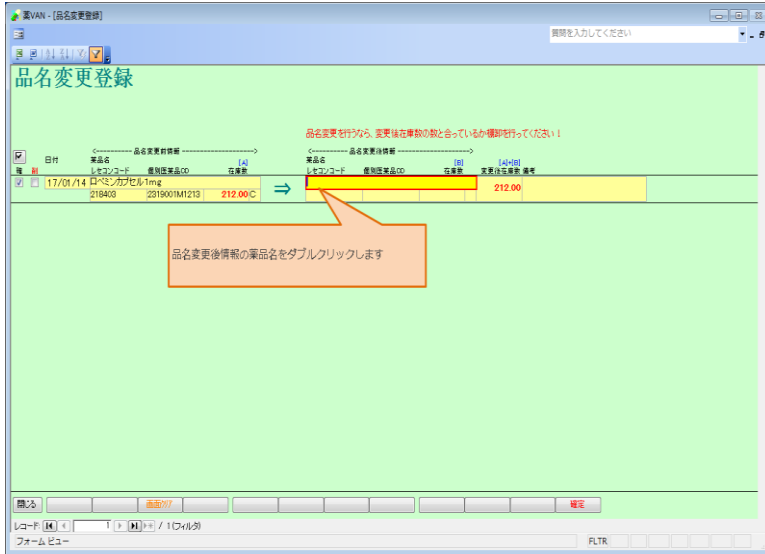 薬VAN - [品名変更登録]
質問を入力してください
品名変更登録
品名変更を行うなら、変更後在庫数の数と合っているか棚卸を行ってください！
<---------- 品名変更前情報 ------------------> <---------- 品名変更後情報 ------------------>
日付 薬品名 [A] 薬品名 [B] [A]+[B]
確 削 レセコンコード 個別医薬品CD 在庫数 レセコンコード 個別医薬品CD 在庫数 変更後在庫数 備考
17/01/14 ロペミンカプセル1mg
218403 2319001M1213 212.00 C ⇒ 212.00
品名変更後情報の薬品名をダブルクリックします
閉じる 画面クリア 確定
レコード: 1 / 1 (フィルタ)
フォーム ビュー FLTR